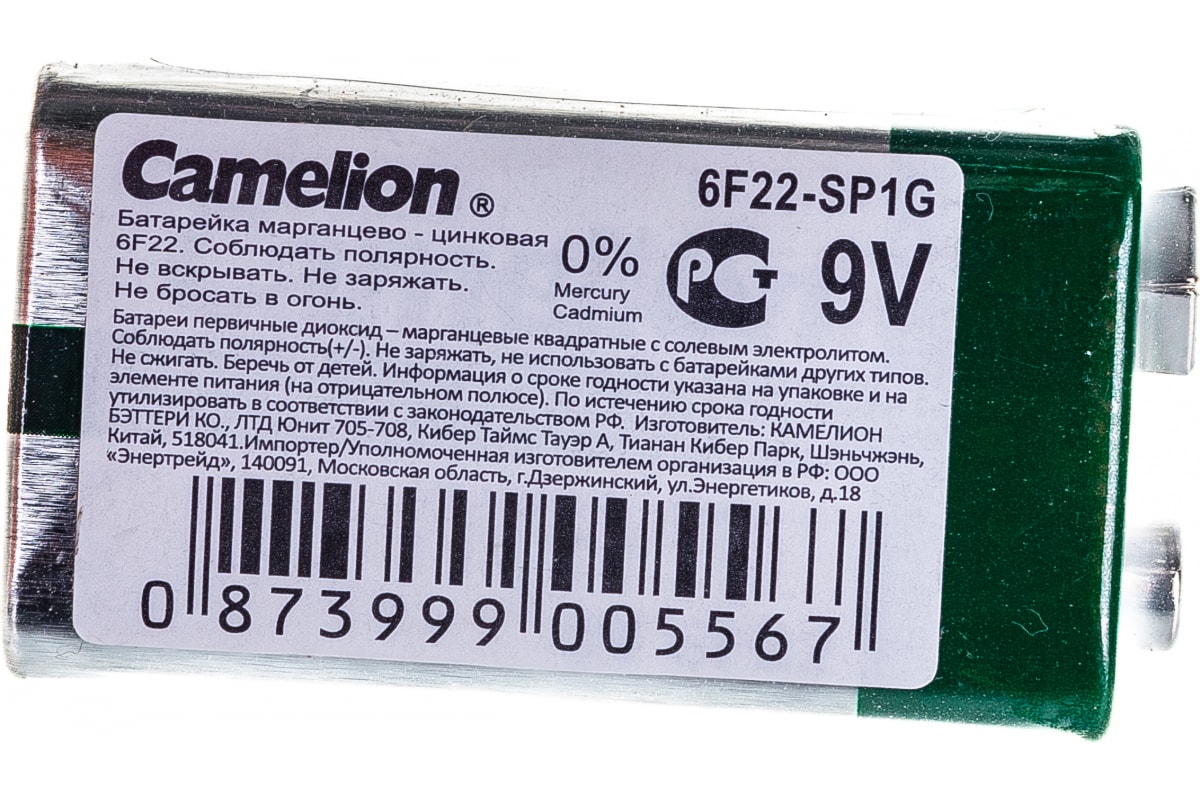 Camelion®
6F22-SP1G
Батарейка марганцево - цинковая
6F22. Соблюдать полярность.
Не вскрывать. Не заряжать.
Не бросать в огонь.
0%
Mercury
Cadmium
РСТ
9V
Батареи первичные диоксид – марганцевые квадратные с солевым электролитом.
Соблюдать полярность(+/-). Не заряжать, не использовать с батарейками других типов.
Не сжигать. Беречь от детей. Информация о сроке годности указана на упаковке и на
элементе питания (на отрицательном полюсе). По истечению срока годности
утилизировать в соответствии с законодательством РФ. Изготовитель: КАМЕЛИОН
БЭТТЕРИ КО., ЛТД Юнит 705-708, Кибер Таймс Тауэр А, Тианан Кибер Парк, Шэньчжэнь,
Китай, 518041.Импортер/Уполномоченная изготовителем организация в РФ: ООО
«Энертрейд», 140091, Московская область, г.Дзержинский, ул.Энергетиков, д.18
0 873999 005567